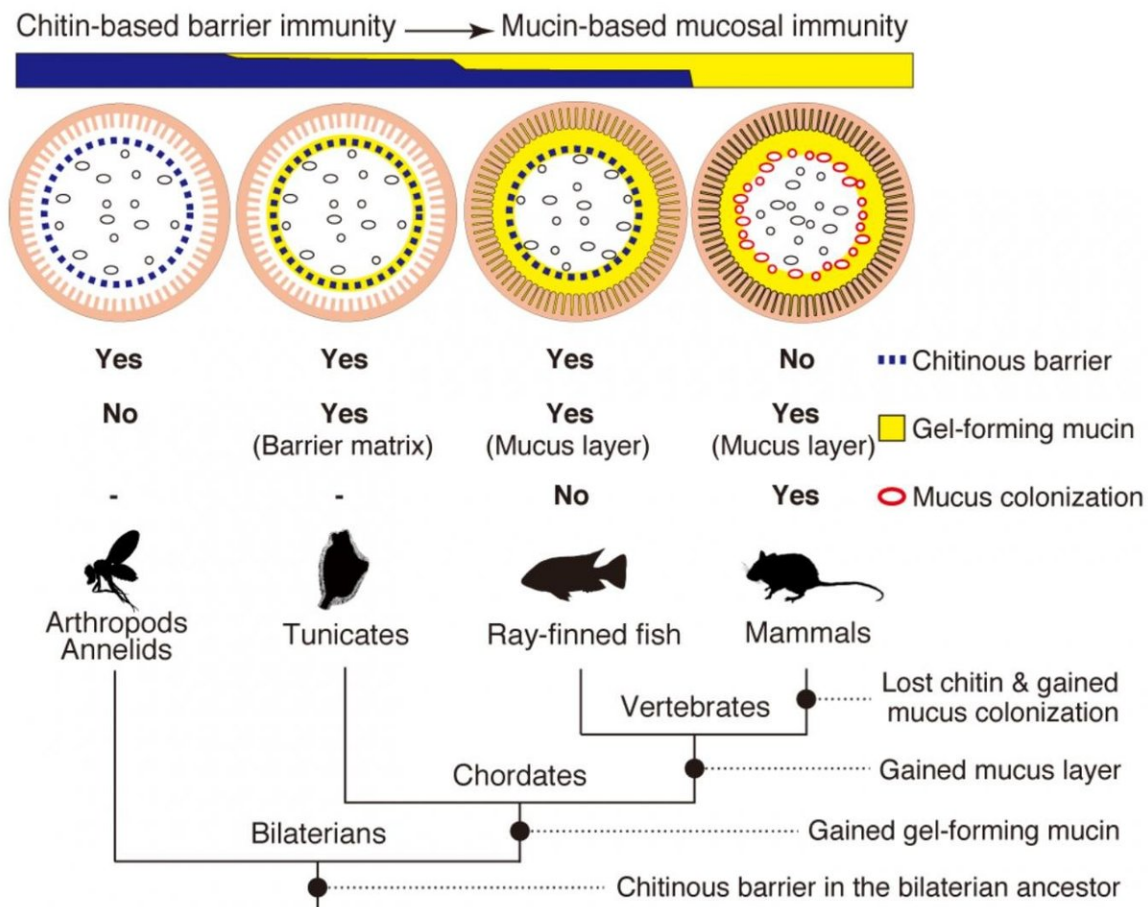 Chitin-based barrier immunity → Mucin-based mucosal immunity
Yes Yes Yes No Chitinous barrier
No Yes Yes Yes Gel-forming mucin
(Barrier matrix) (Mucus layer) (Mucus layer)
- - No Yes Mucus colonization
Arthropods
Annelids
Tunicates Ray-finned fish Mammals
Vertebrates
Lost chitin & gained
mucus colonization
Chordates
Gained mucus layer
Bilaterians
Gained gel-forming mucin
Chitinous barrier in the bilaterian ancestor